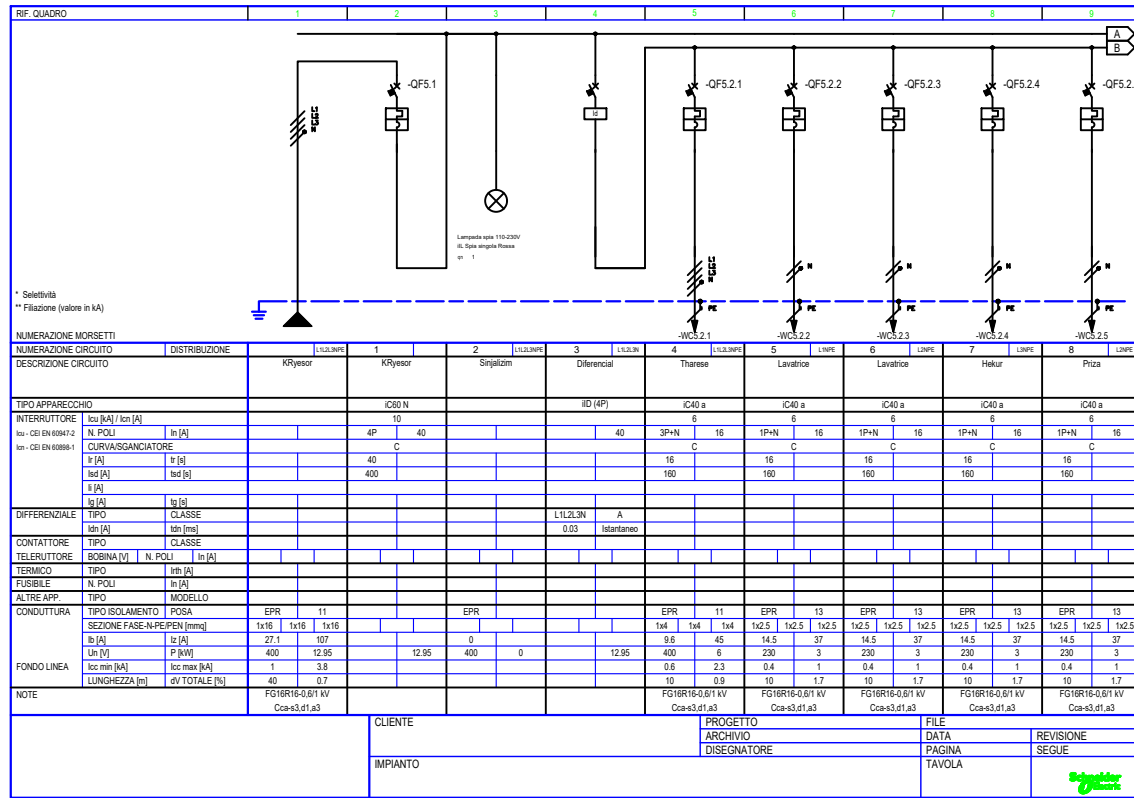 RIF. QUADRO 1 2 3 4 5 6 7 8 9
A
B
-QF5.1 -QF5.2.1 -QF5.2.2 -QF5.2.3 -QF5.2.4 -QF5.2.
Id
Lampada spia 110-230V
iIL Spia singola Rossa
qn 1
N N N N
PE PE PE PE PE
* Selettività
** Filiazione (valore in kA)
NUMERAZIONE MORSETTI -WC5.2.1 -WC5.2.2 -WC5.2.3 -WC5.2.4 -WC5.2.5
NUMERAZIONE CIRCUITO DISTRIBUZIONE L1L2L3NPE 1 2 L1L2L3NPE 3 L1L2L3N 4 L1L2L3NPE 5 L1NPE 6 L2NPE 7 L3NPE 8 L2NPE
DESCRIZIONE CIRCUITO KRyesor KRyesor Sinjalizim Diferencial Tharese Lavatrice Lavatrice Hekur Priza
TIPO APPARECCHIO iC60 N iID (4P) iC40 a iC40 a iC40 a iC40 a iC40 a
INTERRUTTORE Icu [kA] / Icn [A] 10 6 6 6 6 6
Icu - CEI EN 60947-2 N. POLI In [A] 4P 40 40 3P+N 16 1P+N 16 1P+N 16 1P+N 16 1P+N 16
Icn - CEI EN 60898-1 CURVA/SGANCIATORE C C C C C C
Ir [A] tr [s] 40 16 16 16 16 16
Isd [A] tsd [s] 400 160 160 160 160 160
Ii [A]
Ig [A] tg [s]
DIFFERENZIALE TIPO CLASSE L1L2L3N A
Idn [A] tdn [ms] 0.03 Istantaneo
CONTATTORE TIPO CLASSE
TELERUTTORE BOBINA [V] N. POLI In [A]
TERMICO TIPO Irth [A]
FUSIBILE N. POLI In [A]
ALTRE APP. TIPO MODELLO
CONDUTTURA TIPO ISOLAMENTO POSA EPR 11 EPR EPR 11 EPR 13 EPR 13 EPR 13 EPR 13
SEZIONE FASE-N-PE/PEN [mmq] 1x16 1x16 1x16 1x4 1x4 1x4 1x2.5 1x2.5 1x2.5 1x2.5 1x2.5 1x2.5 1x2.5 1x2.5 1x2.5 1x2.5 1x2.5 1x2.5
Ib [A] Iz [A] 27.1 107 0 9.6 45 14.5 37 14.5 37 14.5 37 14.5 37
Un [V] P [kW] 400 12.95 12.95 400 0 12.95 400 6 230 3 230 3 230 3 230 3
FONDO LINEA Icc min [kA] Icc max [kA] 1 3.8 0.6 2.3 0.4 1 0.4 1 0.4 1 0.4 1
LUNGHEZZA [m] dV TOTALE [%] 40 0.7 10 0.9 10 1.7 10 1.7 10 1.7 10 1.7
NOTE FG16R16-0,6/1 kV FG16R16-0,6/1 kV FG16R16-0,6/1 kV FG16R16-0,6/1 kV FG16R16-0,6/1 kV FG16R16-0,6/1 kV
Cca-s3,d1,a3 Cca-s3,d1,a3 Cca-s3,d1,a3 Cca-s3,d1,a3 Cca-s3,d1,a3 Cca-s3,d1,a3
CLIENTE PROGETTO FILE
ARCHIVIO DATA REVISIONE
DISEGNATORE PAGINA SEGUE
IMPIANTO TAVOLA
Schneider Electric